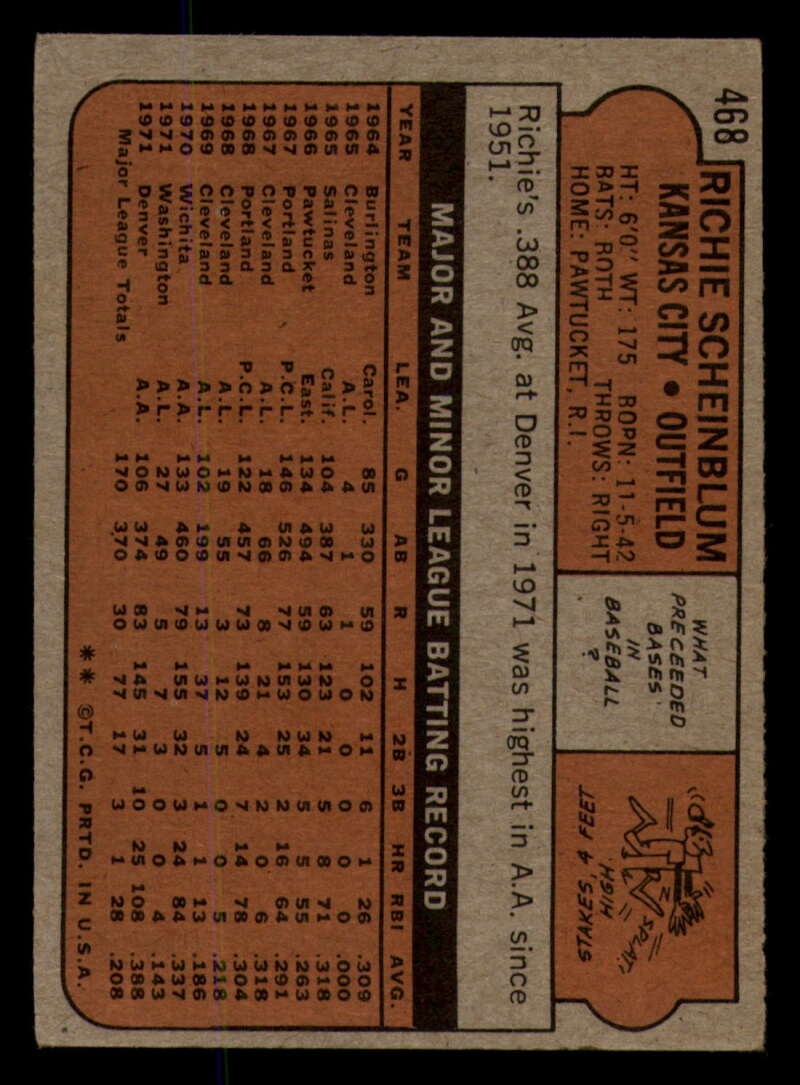 468
RICHIE SCHEINBLUM
KANSAS CITY • OUTFIELD
HT: 6'0" WT: 175 BORN: 11-5-42
BATS: BOTH THROWS: RIGHT
HOME: PAWTUCKET, R.I.
WHAT
PRECEEDED
BASES
IN
BASEBALL
?
SPLAT!
STAKES, 4 FEET
HIGH.
Richie's .388 Avg. at Denver in 1971 was highest in A.A. since
1951.
MAJOR AND MINOR LEAGUE BATTING RECORD
YEAR TEAM LEA. G AB R H 2B 3B HR RBI AVG.
1964 Burlington Carol. 85 330 59 102 11 6 1 26 .309
1965 Cleveland A.L. 4 1 1 0 0 0 0 0 .000
1965 Salinas Calif. 104 387 63 123 21 5 8 71 .318
1966 Pawtucket East. 134 494 59 130 34 5 5 55 .263
1967 Portland P.C.L. 146 526 77 153 25 2 16 64 .291
1967 Cleveland A.L. 18 66 8 21 4 2 0 6 .318
1968 Portland P.C.L. 122 457 73 139 24 7 14 78 .304
1968 Cleveland A.L. 19 55 3 12 5 0 0 5 .218
1969 Cleveland A.L. 102 199 13 37 5 1 1 13 .186
1970 Wichita A.A. 133 460 79 155 32 3 24 84 .337
1971 Washington A.L. 27 49 5 7 3 0 0 4 .143
1971 Denver A.A. 106 374 83 145 31 10 25 108 .388
Major League Totals 170 370 30 77 17 3 1 28 .208
** ©T.C.G. PRTD. IN U.S.A.